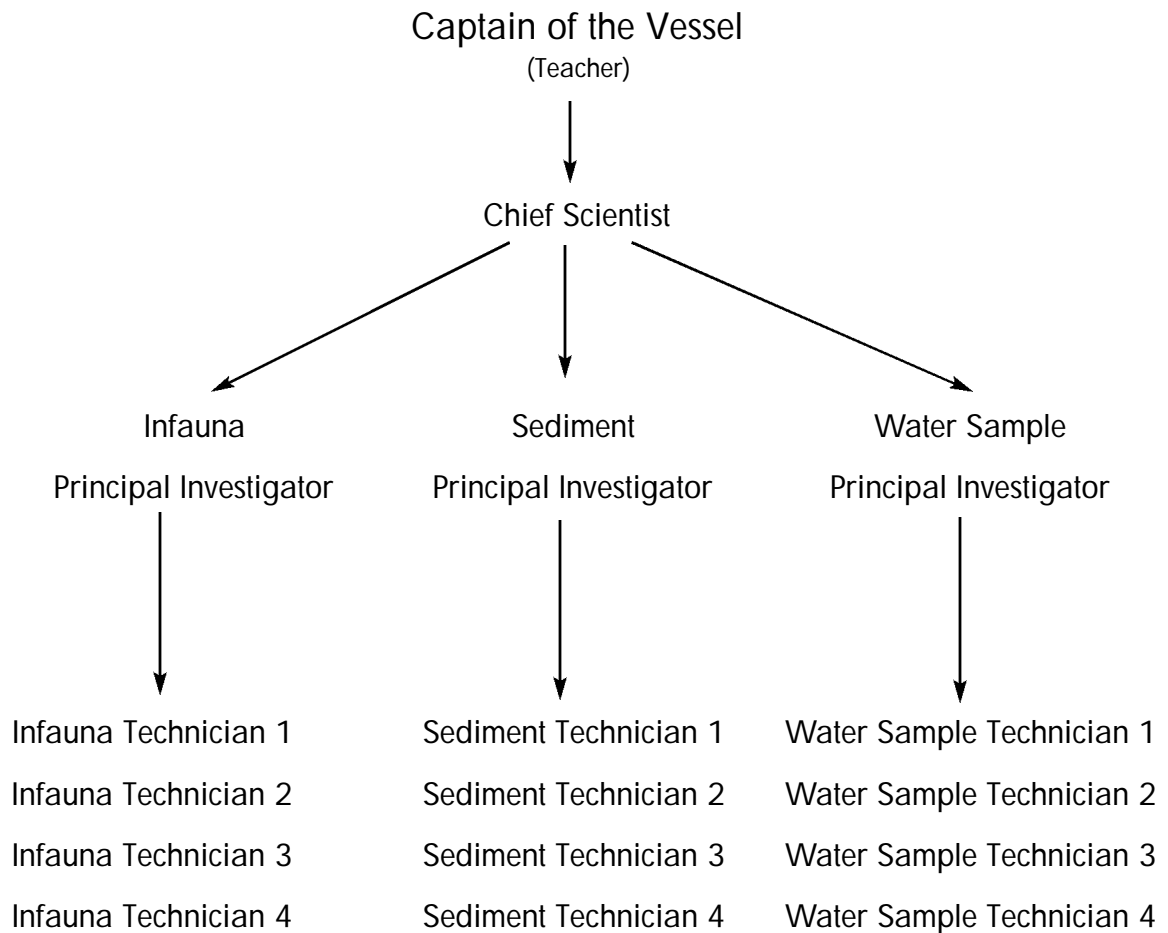 Captain of the Vessel
(Teacher)
Chief Scientist
Infauna
Principal Investigator
Sediment
Principal Investigator
Water Sample
Principal Investigator
Infauna Technician 1
Infauna Technician 2
Infauna Technician 3
Infauna Technician 4
Sediment Technician 1
Sediment Technician 2
Sediment Technician 3
Sediment Technician 4
Water Sample Technician 1
Water Sample Technician 2
Water Sample Technician 3
Water Sample Technician 4